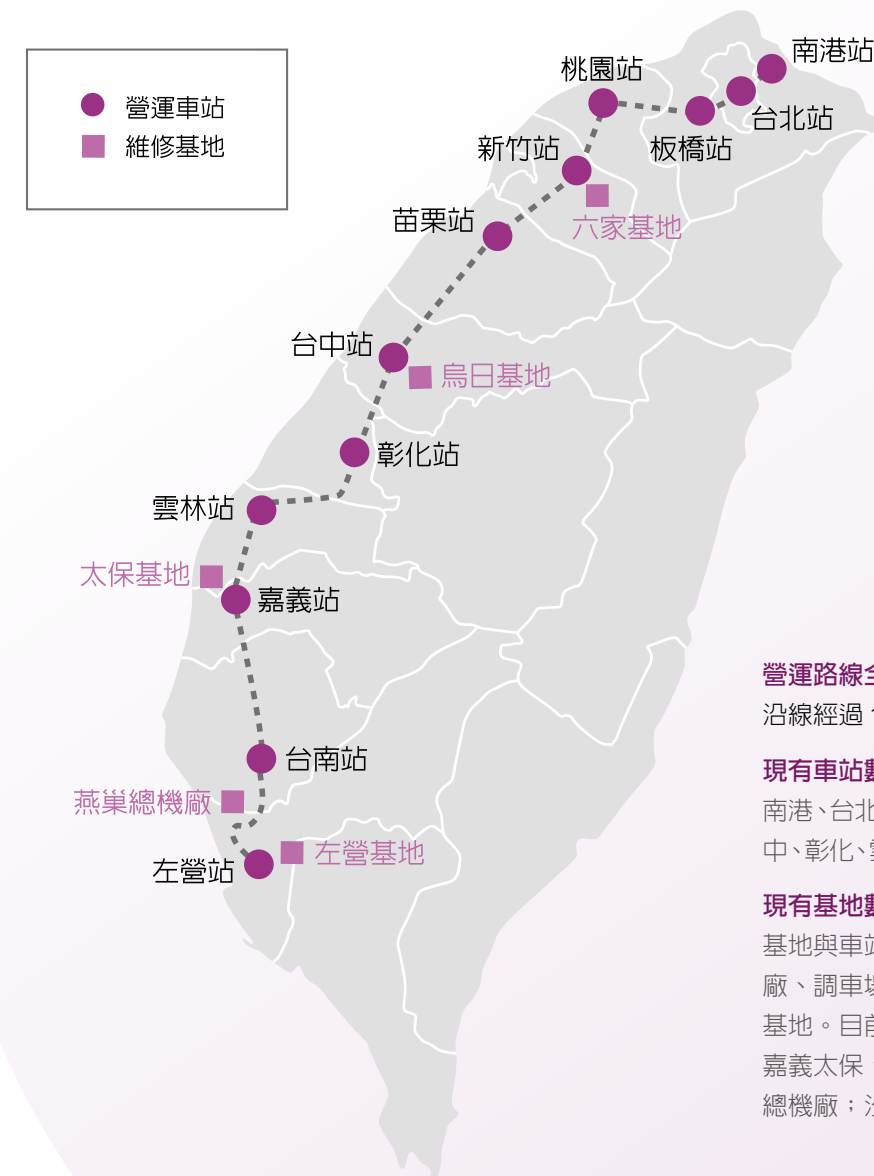 營運車站
維修基地
南港站
桃園站
台北站
板橋站
新竹站
六家基地
苗栗站
台中站
烏日基地
彰化站
雲林站
太保基地
嘉義站
台南站
燕巢總機廠
左營基地
左營站
營運路線
沿線經過
現有車站
南港、台北
中、彰化、
現有基地
基地與車
廠、調車
基地。目前
嘉義太保
總機廠；